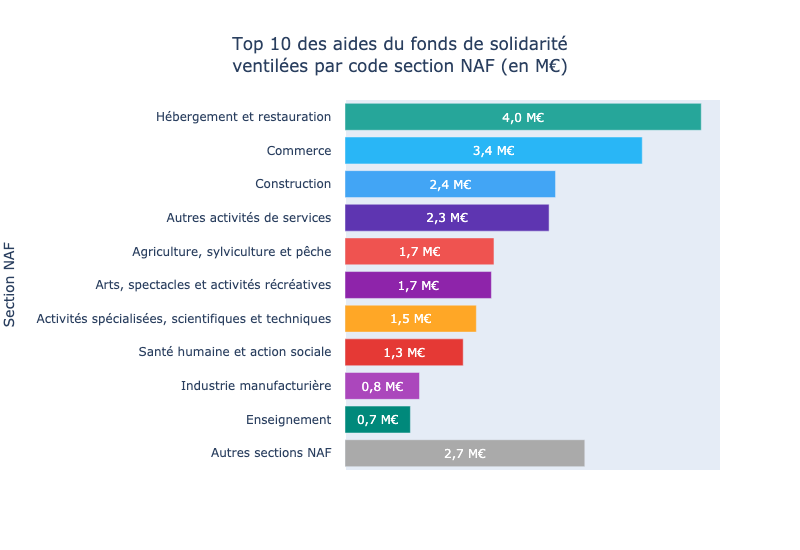 Top 10 des aides du fonds de solidarité
ventilées par code section NAF (en M€)
Section NAF
Hébergement et restauration 4,0 M€
Commerce 3,4 M€
Construction 2,4 M€
Autres activités de services 2,3 M€
Agriculture, sylviculture et pêche 1,7 M€
Arts, spectacles et activités récréatives 1,7 M€
Activités spécialisées, scientifiques et techniques 1,5 M€
Santé humaine et action sociale 1,3 M€
Industrie manufacturière 0,8 M€
Enseignement 0,7 M€
Autres sections NAF 2,7 M€